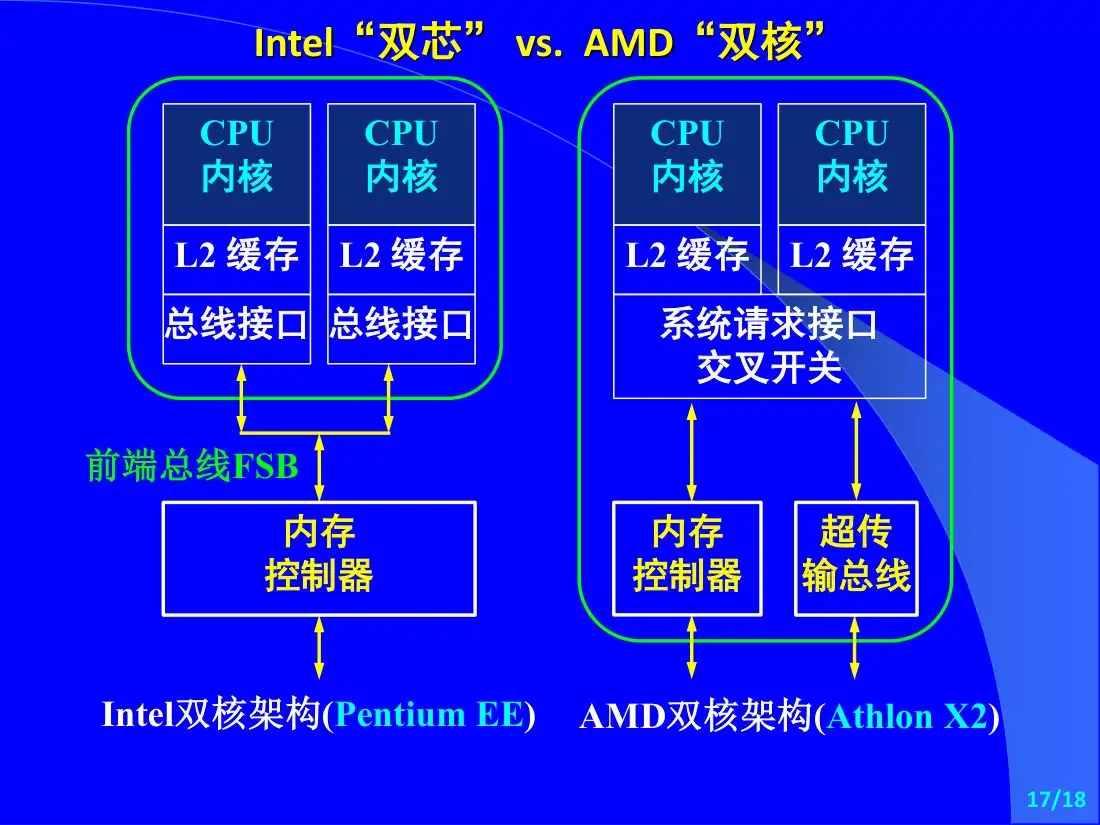 Intel“双芯” vs. AMD“双核”
CPU
内核
L2 缓存
总线接口
CPU
内核
L2 缓存
总线接口
前端总线FSB
内存
控制器
Intel双核架构(Pentium EE)
CPU
内核
L2 缓存
CPU
内核
L2 缓存
系统请求接口
交叉开关
内存
控制器
超传
输总线
AMD双核架构(Athlon X2)
17/18